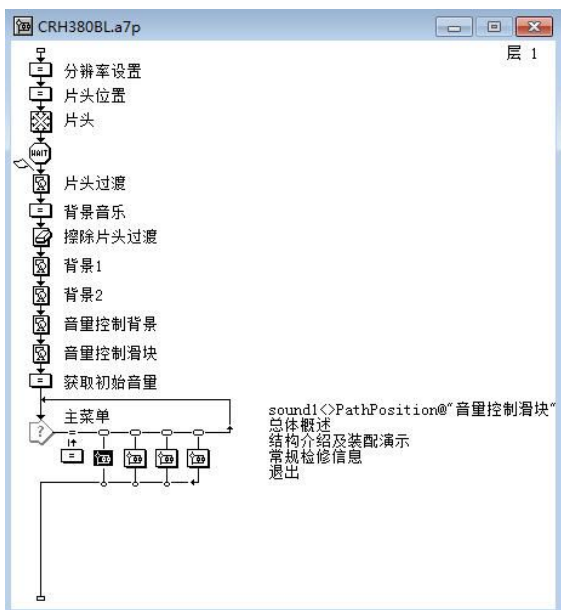 CRH380BL.a7p
层 1
分辨率设置
片头位置
片头
WAIT
片头过渡
背景音乐
擦除片头过渡
背景1
背景2
音量控制背景
音量控制滑块
获取初始音量
主菜单
sound1<>PathPosition@"音量控制滑块"
总体概述
结构介绍及装配演示
常规检修信息
退出